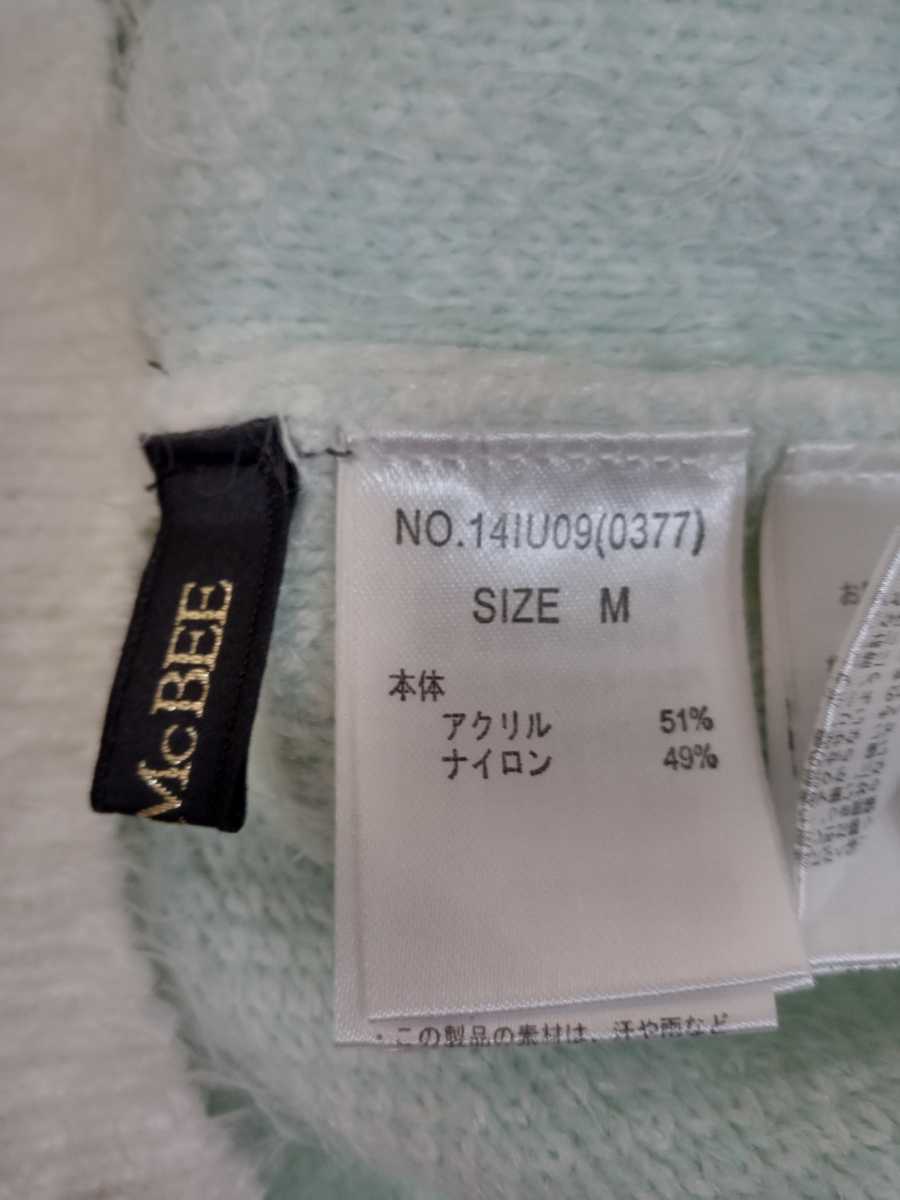 McBEE
NO.14IU09(0377)
SIZE M
本体
アクリル 51%
ナイロン 49%
・この製品の素材は、汗や雨など